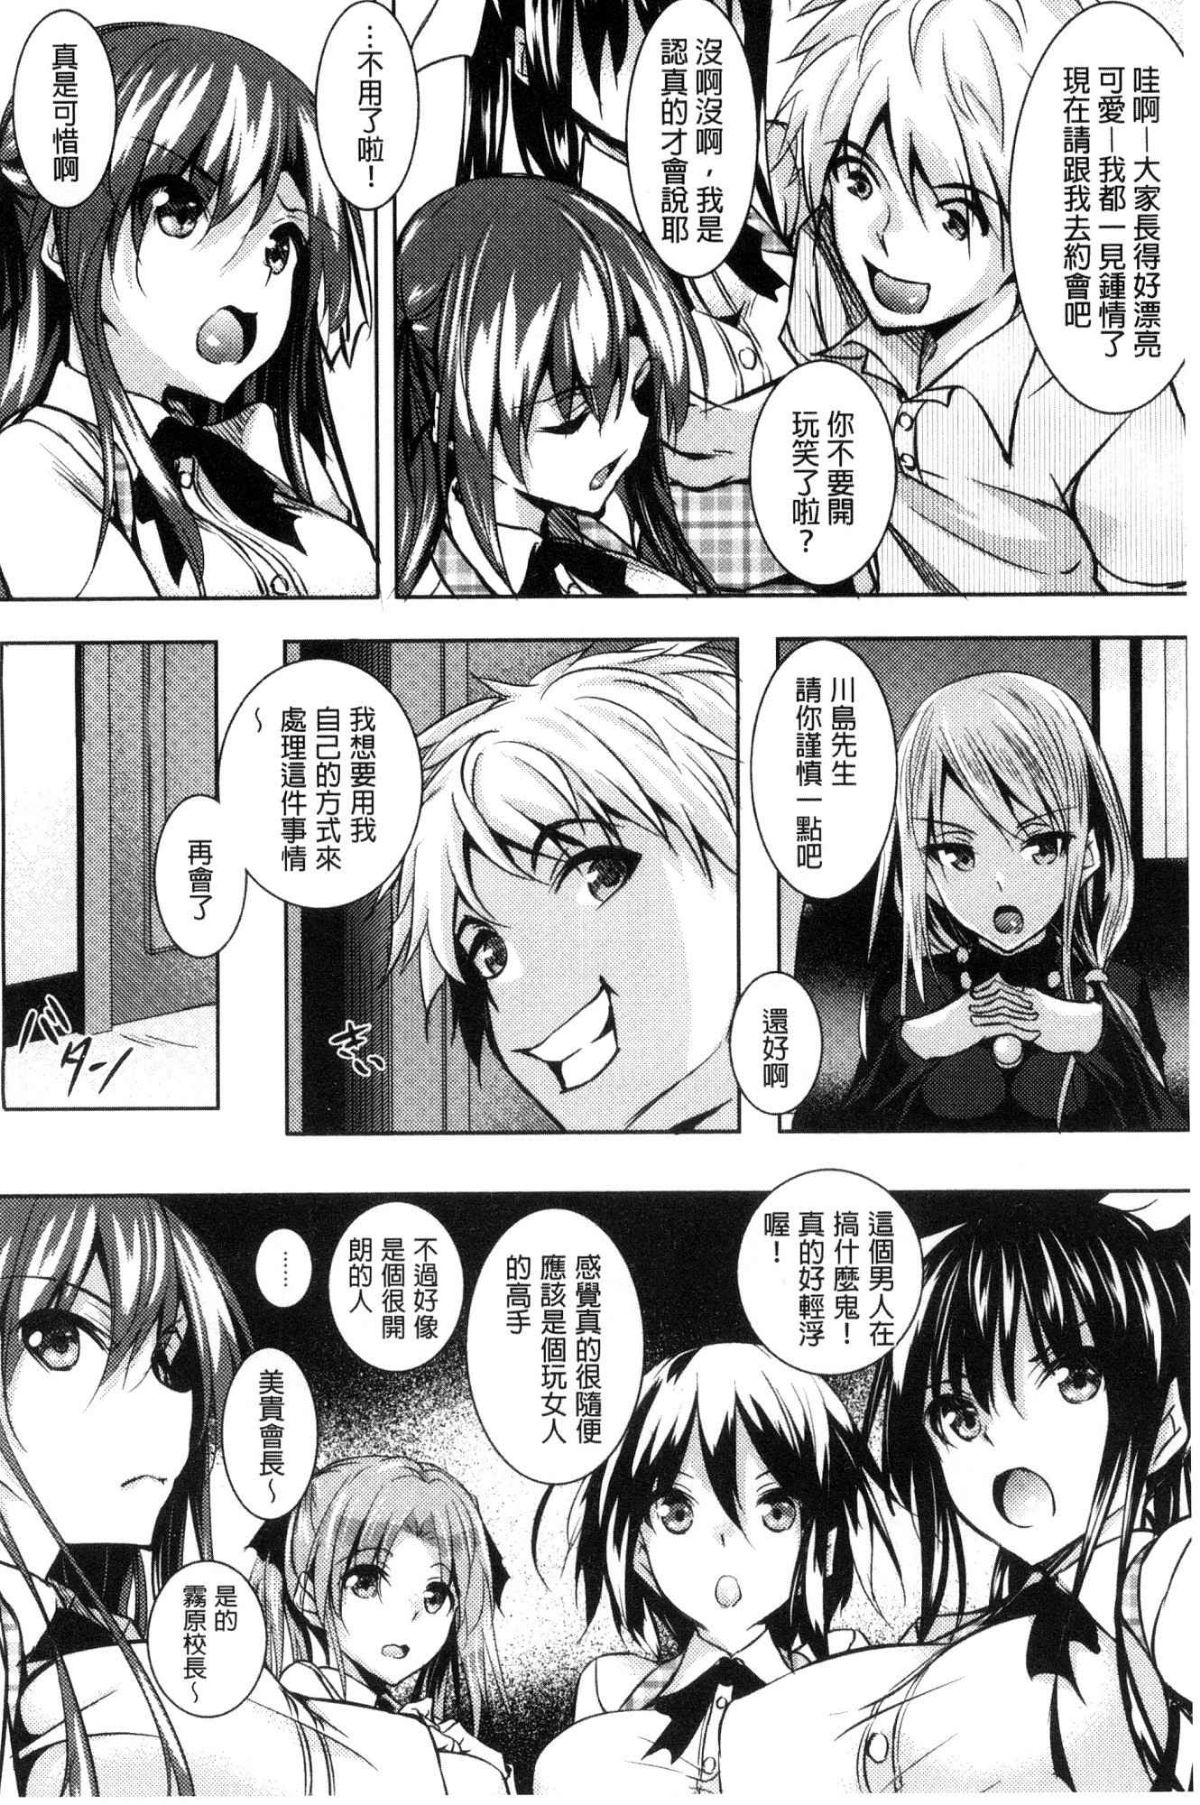 哇啊—大家長得好漂亮
可愛—我都一見鍾情了
現在請跟我去約會吧
沒啊沒啊，我是
認真的才會說耶
你不要開
玩笑了啦？
…不用了啦！
真是可惜啊
川島先生
請你謹慎一點吧
還好啊
我想要用我
自己的方式來
處理這件事情
～
再會了
這個男人在
搞什麼鬼！
真的好輕浮
喔！
感覺真的很隨便
應該是個玩女人
的高手
不過好像
是個很開
朗的人
……
美貴會長～
是的
霧原校長～